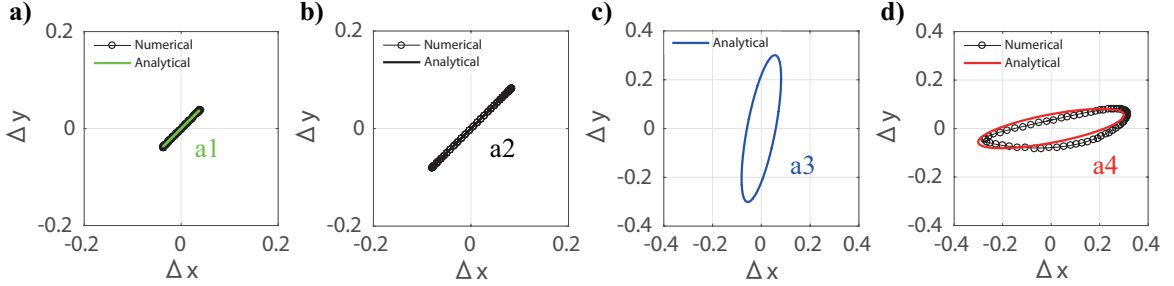 a)
0.2
Numerical
Analytical
Δ y
0
a1
-0.2
-0.2 0 0.2
Δ x
b)
0.2
Numerical
Analytical
Δ y
0
a2
-0.2
-0.2 0 0.2
Δ x
c)
0.4
Analytical
0.2
Δ y
0
a3
-0.2
-0.4
-0.4 -0.2 0 0.2 0.4
Δ x
d)
0.4
Numerical
Analytical
0.2
Δ y
0
a4
-0.2
-0.4
-0.4 -0.2 0 0.2 0.4
Δ x